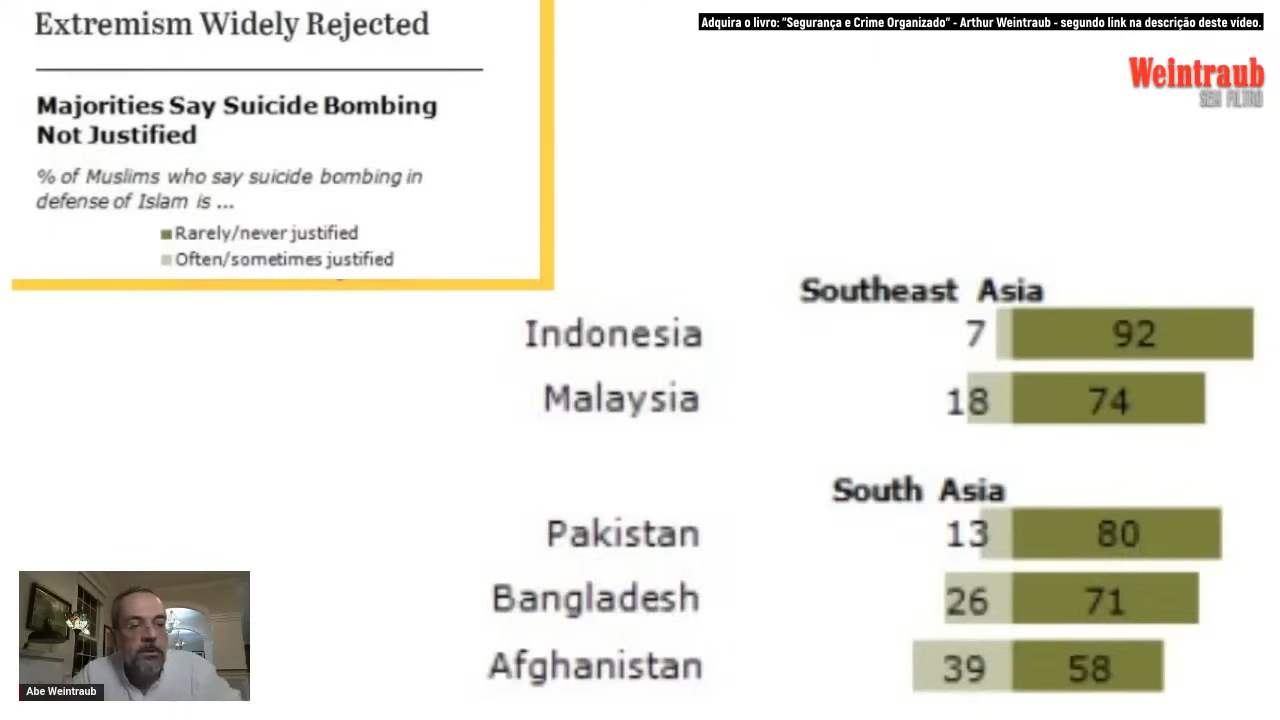 Extremism Widely Rejected
Adquira o livro: “Segurança e Crime Organizado” - Arthur Weintraub - segundo link na descrição deste vídeo.
Weintraub
SEM FILTRO
Majorities Say Suicide Bombing
Not Justified
% of Muslims who say suicide bombing in
defense of Islam is ...
Rarely/never justified
Often/sometimes justified
Southeast Asia
Indonesia 7 92
Malaysia 18 74
South Asia
Pakistan 13 80
Bangladesh 26 71
Afghanistan 39 58
Abe Weintraub